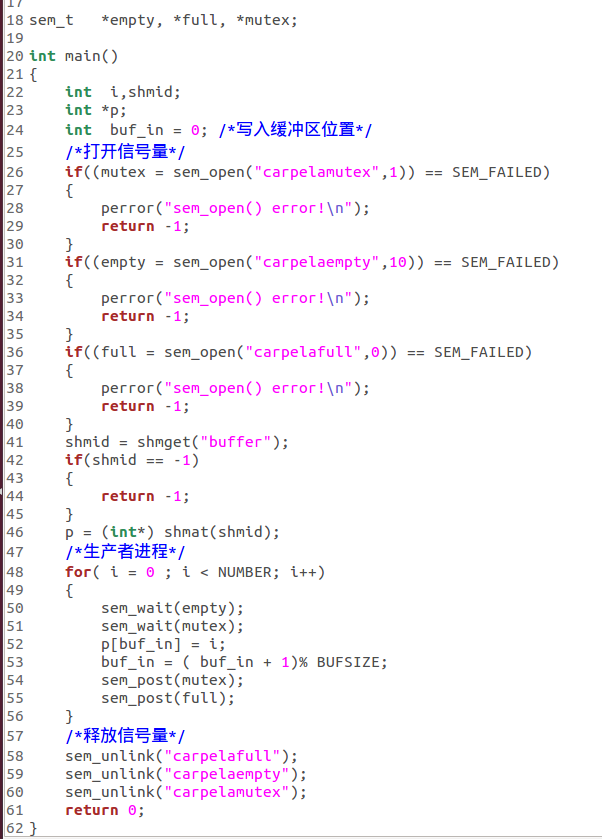 17
18 sem_t   *empty, *full, *mutex;
19
20 int main()
21 {
22     int  i,shmid;
23     int *p;
24     int  buf_in = 0; /*写入缓冲区位置*/
25     /*打开信号量*/
26     if((mutex = sem_open("carpelamutex",1)) == SEM_FAILED)
27     {
28         perror("sem_open() error!\n");
29         return -1;
30     }
31     if((empty = sem_open("carpelaempty",10)) == SEM_FAILED)
32     {
33         perror("sem_open() error!\n");
34         return -1;
35     }
36     if((full = sem_open("carpelafull",0)) == SEM_FAILED)
37     {
38         perror("sem_open() error!\n");
39         return -1;
40     }
41     shmid = shmget("buffer");
42     if(shmid == -1)
43     {
44         return -1;
45     }
46     p = (int*) shmat(shmid);
47     /*生产者进程*/
48     for( i = 0 ; i < NUMBER; i++)
49     {
50         sem_wait(empty);
51         sem_wait(mutex);
52         p[buf_in] = i;
53         buf_in = ( buf_in + 1)% BUFSIZE;
54         sem_post(mutex);
55         sem_post(full);
56     }
57     /*释放信号量*/
58     sem_unlink("carpelafull");
59     sem_unlink("carpelaempty");
60     sem_unlink("carpelamutex");
61     return 0;
62 }